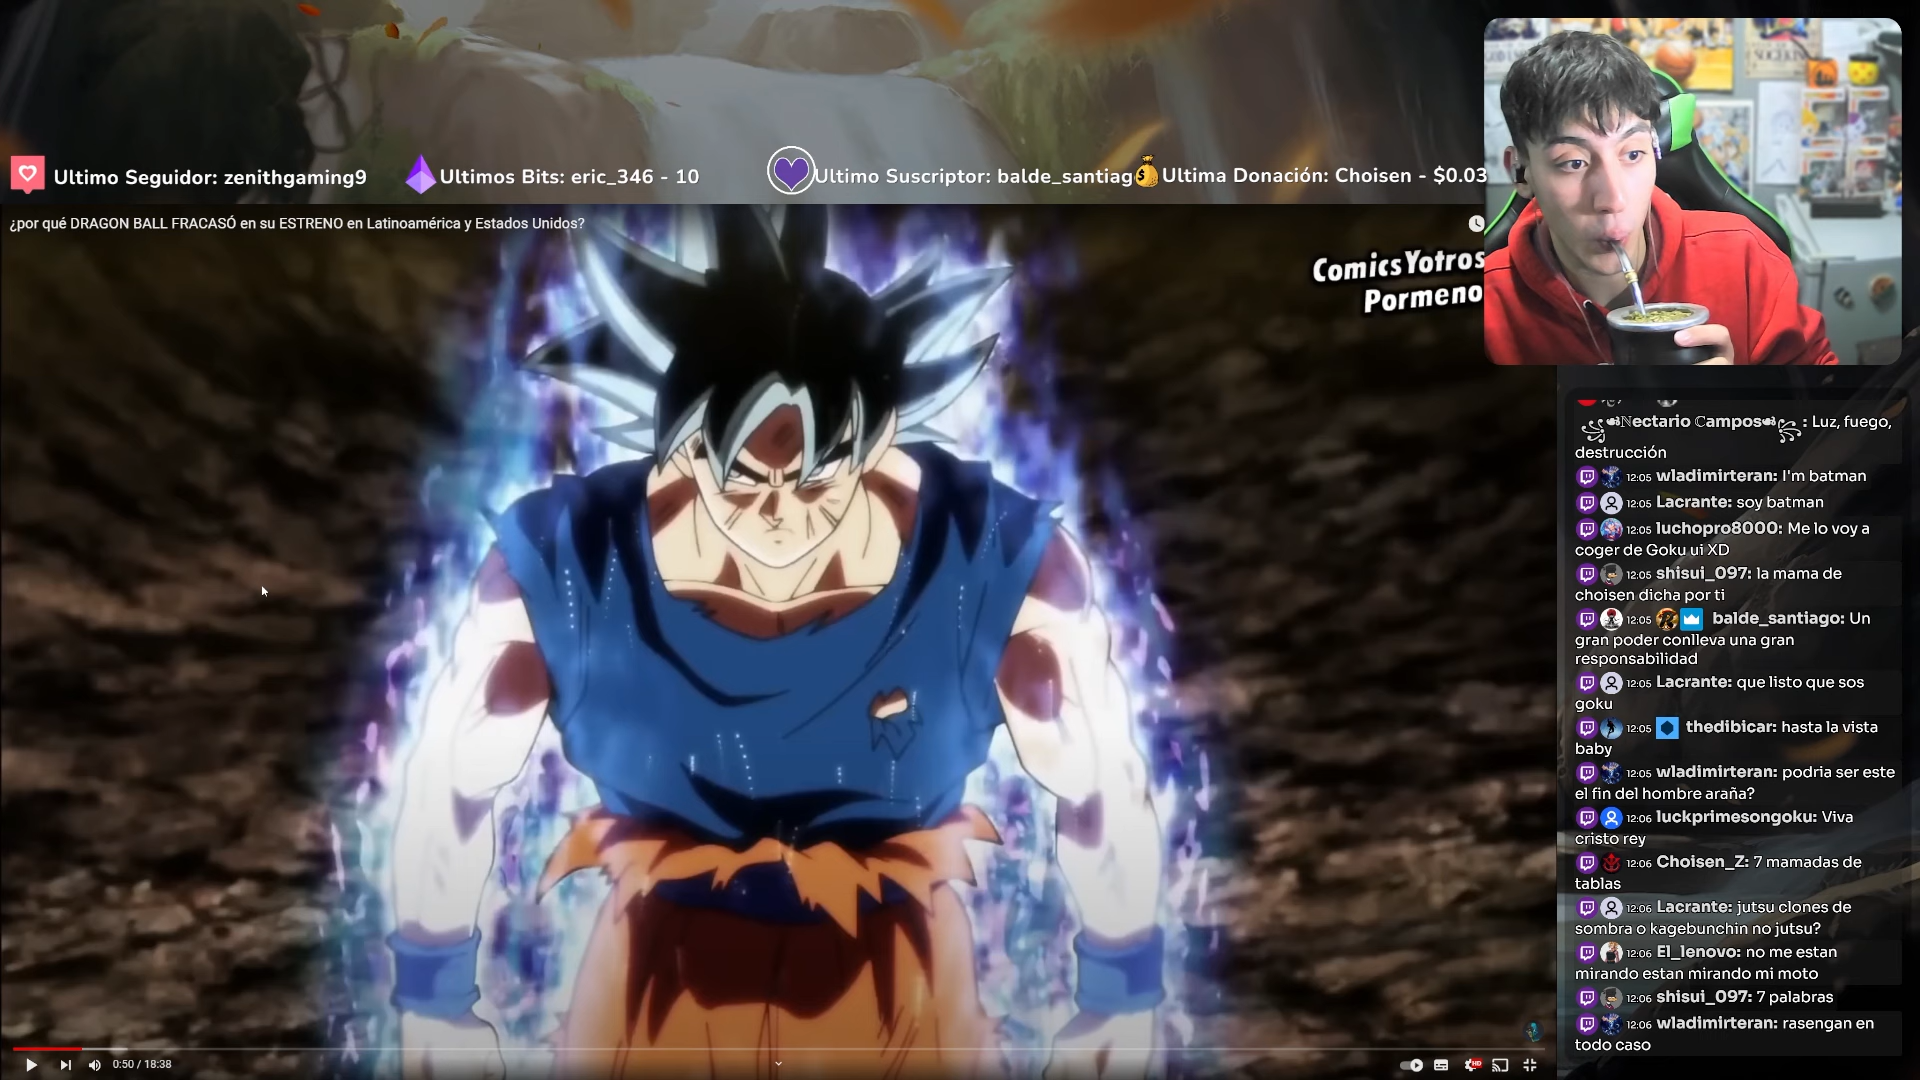 Ultimo Seguidor: zenithgaming9
Ultimos Bits: eric_346 - 10
Ultimo Suscriptor: balde_santiag
Ultima Donación: Choisen - $0.03
¿por qué DRAGON BALL FRACASÓ en su ESTRENO en Latinoamérica y Estados Unidos?
ComicsYotros
Pormeno
ℕectario ℂampos : Luz, fuego,
destrucción
12:05 wladimirteran: I'm batman
12:05 Lacrante: soy batman
12:05 luchopro8000: Me lo voy a
coger de Goku ui XD
12:05 shisui_097: la mama de
choisen dicha por ti
12:05 balde_santiago: Un
gran poder conlleva una gran
responsabilidad
12:05 Lacrante: que listo que sos
goku
12:05 thedibicar: hasta la vista
baby
12:05 wladimirteran: podria ser este
el fin del hombre araña?
12:06 luckprimesongoku: Viva
cristo rey
12:06 Choisen_Z: 7 mamadas de
tablas
12:06 Lacrante: jutsu clones de
sombra o kagebunchin no jutsu?
12:06 El_lenovo: no me estan
mirando estan mirando mi moto
12:06 shisui_097: 7 palabras
12:06 wladimirteran: rasengan en
todo caso
0:50 / 18:38
HD